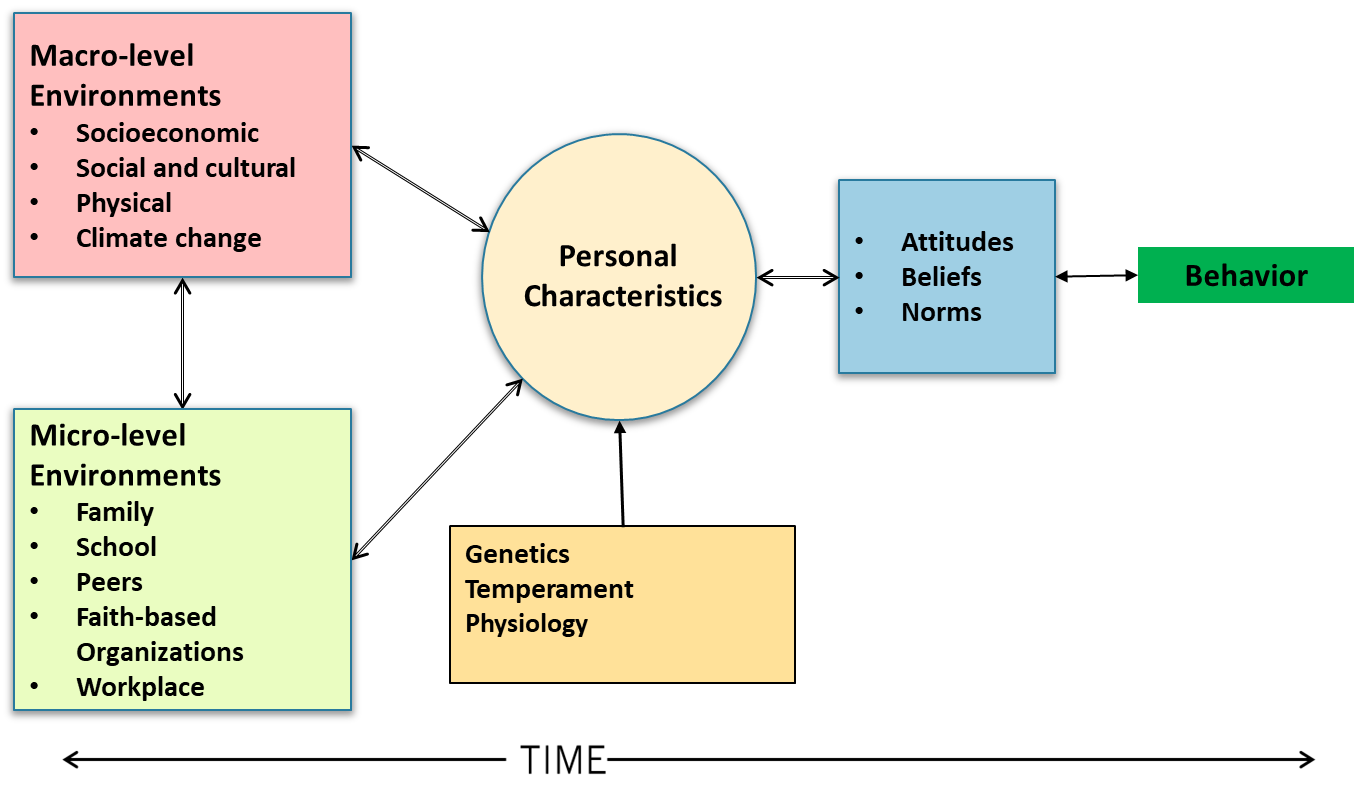 Macro-level
Environments
• Socioeconomic
• Social and cultural
• Physical
• Climate change
Micro-level
Environments
• Family
• School
• Peers
• Faith-based
Organizations
• Workplace
Personal
Characteristics
Genetics
Temperament
Physiology
• Attitudes
• Beliefs
• Norms
Behavior
TIME